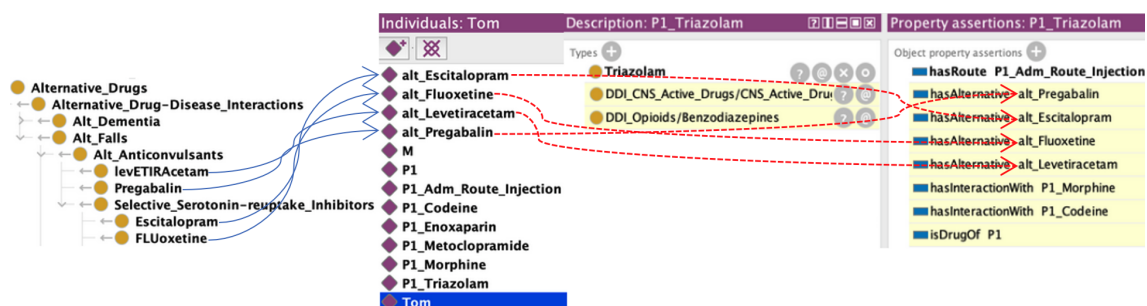 Alternative_Drugs
Alternative_Drug-Disease_Interactions
Alt_Dementia
Alt_Falls
Alt_Anticonvulsants
levETIRAcetam
Pregabalin
Selective_Serotonin-reuptake_Inhibitors
Escitalopram
FLUoxetine
Individuals: Tom
alt_Escitalopram
alt_Fluoxetine
alt_Levetiracetam
alt_Pregabalin
M
P1
P1_Adm_Route_Injection
P1_Codeine
P1_Enoxaparin
P1_Metoclopramide
P1_Morphine
P1_Triazolam
Tom
Description: P1_Triazolam
Types
Triazolam
DDI_CNS_Active_Drugs/CNS_Active_Dru
DDI_Opioids/Benzodiazepines
Property assertions: P1_Triazolam
Object property assertions
hasRoute P1_Adm_Route_Injection
hasAlternative alt_Pregabalin
hasAlternative alt_Escitalopram
hasAlternative alt_Fluoxetine
hasAlternative alt_Levetiracetam
hasInteractionWith P1_Morphine
hasInteractionWith P1_Codeine
isDrugOf P1